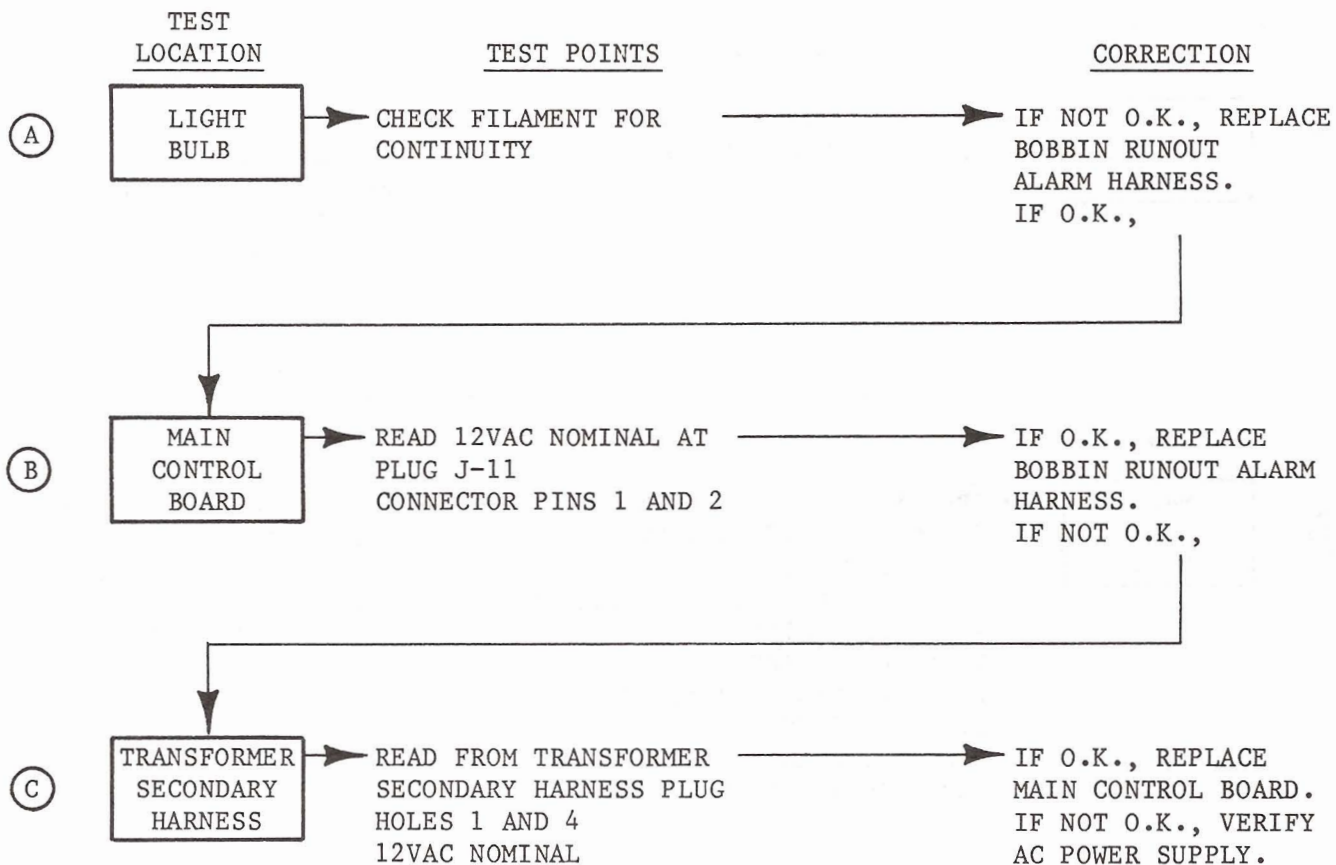 TEST
LOCATION
TEST POINTS
CORRECTION
A
LIGHT
BULB
CHECK FILAMENT FOR
CONTINUITY
IF NOT O.K., REPLACE
BOBBIN RUNOUT
ALARM HARNESS.
IF O.K.,
B
MAIN
CONTROL
BOARD
READ 12VAC NOMINAL AT
PLUG J-11
CONNECTOR PINS 1 AND 2
IF O.K., REPLACE
BOBBIN RUNOUT ALARM
HARNESS.
IF NOT O.K.,
C
TRANSFORMER
SECONDARY
HARNESS
READ FROM TRANSFORMER
SECONDARY HARNESS PLUG
HOLES 1 AND 4
12VAC NOMINAL
IF O.K., REPLACE
MAIN CONTROL BOARD.
IF NOT O.K., VERIFY
AC POWER SUPPLY.